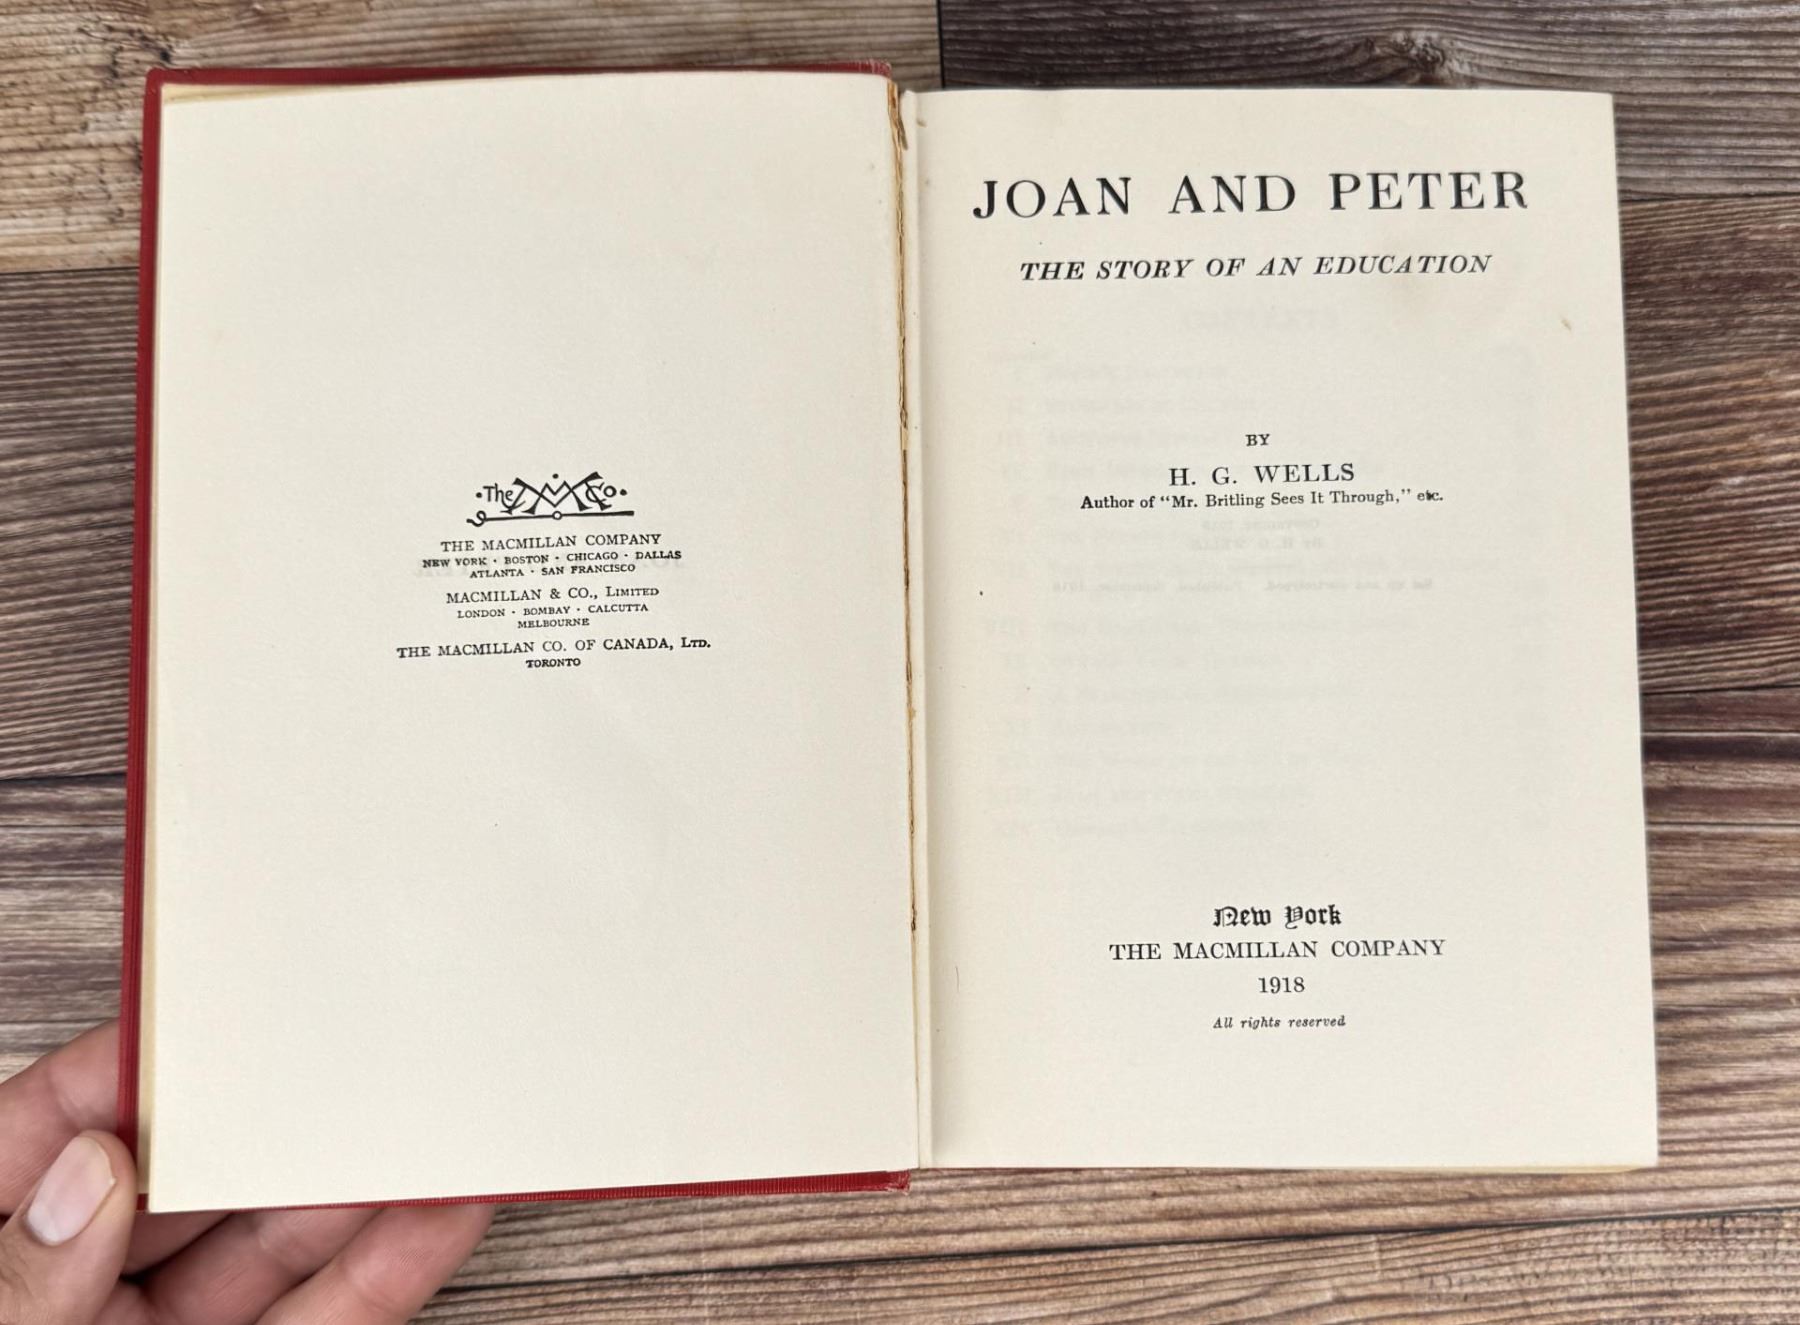 ·The MCo·
THE MACMILLAN COMPANY
NEW YORK · BOSTON · CHICAGO · DALLAS
ATLANTA · SAN FRANCISCO
MACMILLAN & CO., LIMITED
LONDON · BOMBAY · CALCUTTA
MELBOURNE
THE MACMILLAN CO. OF CANADA, LTD.
TORONTO
JOAN AND PETER
THE STORY OF AN EDUCATION
BY
H. G. WELLS
Author of "Mr. Britling Sees It Through," etc.
New York
THE MACMILLAN COMPANY
1918
All rights reserved